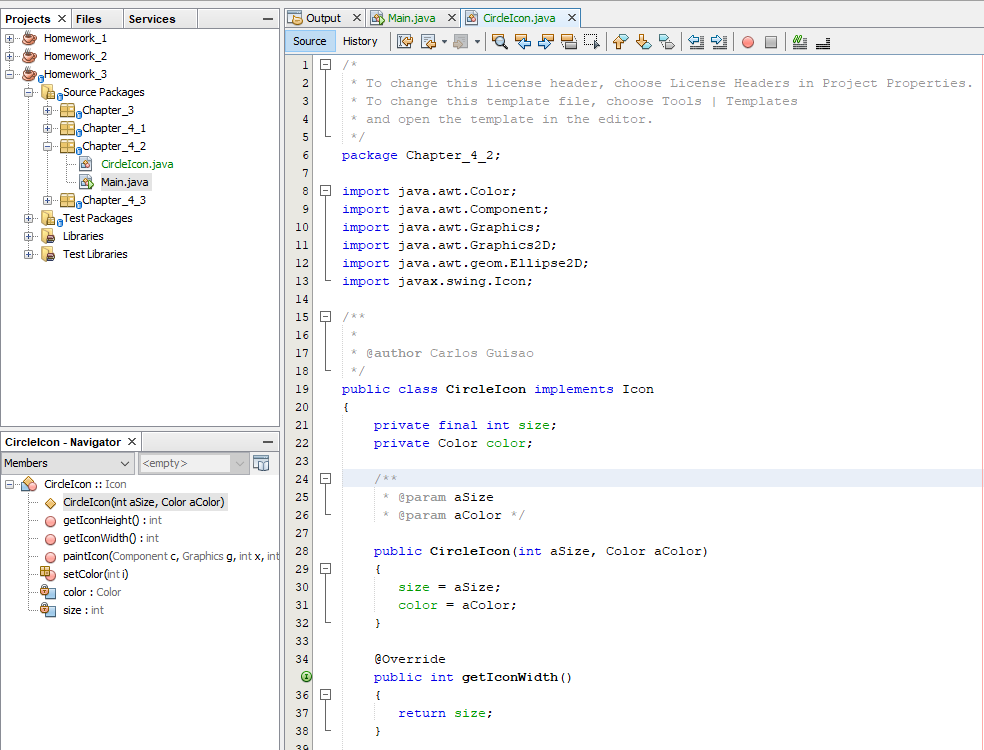 Projects Files Services
Homework_1
Homework_2
Homework_3
Source Packages
Chapter_3
Chapter_4_1
Chapter_4_2
CircleIcon.java
Main.java
Chapter_4_3
Test Packages
Libraries
Test Libraries
CircleIcon - Navigator
Members <empty>
CircleIcon :: Icon
CircleIcon(int aSize, Color aColor)
getIconHeight() : int
getIconWidth() : int
paintIcon(Component c, Graphics g, int x, int
setColor(int i)
color : Color
size : int
Output Main.java CircleIcon.java
Source History
1 /*
2 * To change this license header, choose License Headers in Project Properties.
3 * To change this template file, choose Tools | Templates
4 * and open the template in the editor.
5 */
6 package Chapter_4_2;
7
8 import java.awt.Color;
9 import java.awt.Component;
10 import java.awt.Graphics;
11 import java.awt.Graphics2D;
12 import java.awt.geom.Ellipse2D;
13 import javax.swing.Icon;
14
15 /**
16 *
17 * @author Carlos Guisao
18 */
19 public class CircleIcon implements Icon
20 {
21 private final int size;
22 private Color color;
23
24 /**
25 * @param aSize
26 * @param aColor */
27
28 public CircleIcon(int aSize, Color aColor)
29 {
30 size = aSize;
31 color = aColor;
32 }
33
34 @Override
public int getIconWidth()
36 {
37 return size;
38 }
39